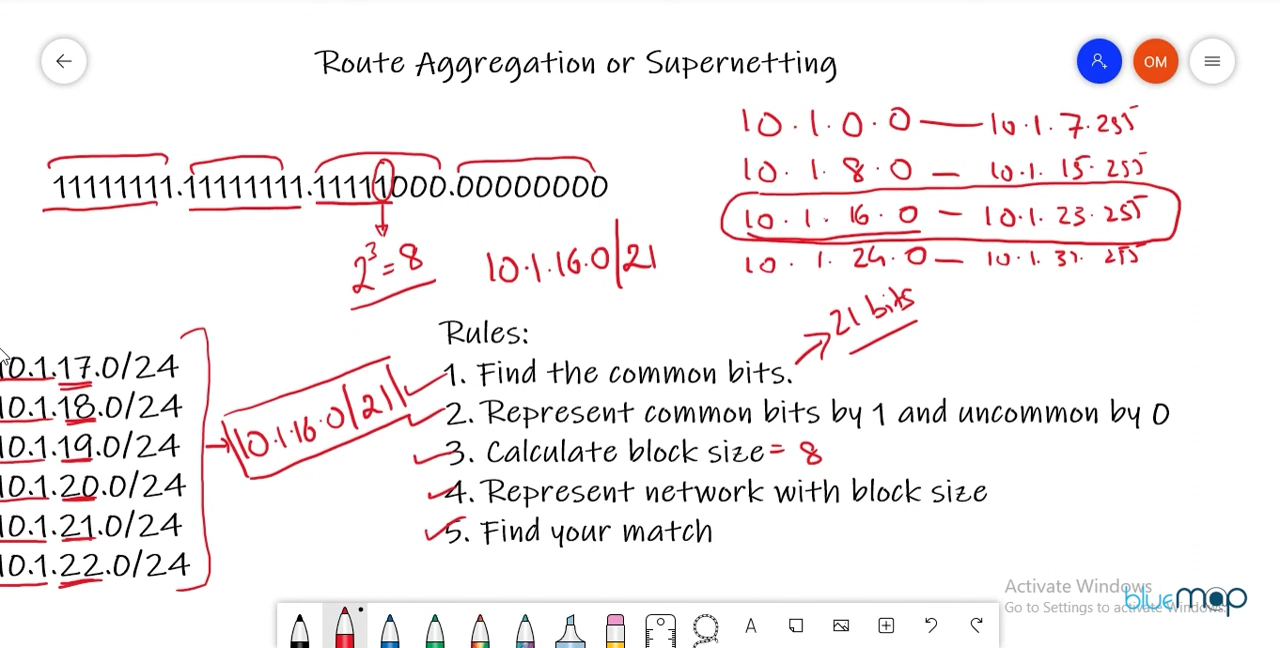 Route Aggregation or Supernetting
OM
10.1.0.0 — 10.1.7.255
10.1.8.0 — 10.1.15.255
10.1.16.0 — 10.1.23.255
10.1.24.0 — 10.1.31.255
11111111.11111111.11111000.00000000
2³=8
10.1.16.0/21
Rules:
21 bits
1. Find the common bits.
2. Represent common bits by 1 and uncommon by 0
3. Calculate block size = 8
4. Represent network with block size
5. Find your match
10.1.17.0/24
10.1.18.0/24
10.1.19.0/24
10.1.20.0/24
10.1.21.0/24
10.1.22.0/24
10.1.16.0/21
Activate Windows
Go to Settings to activate Windows.
bluemap
A